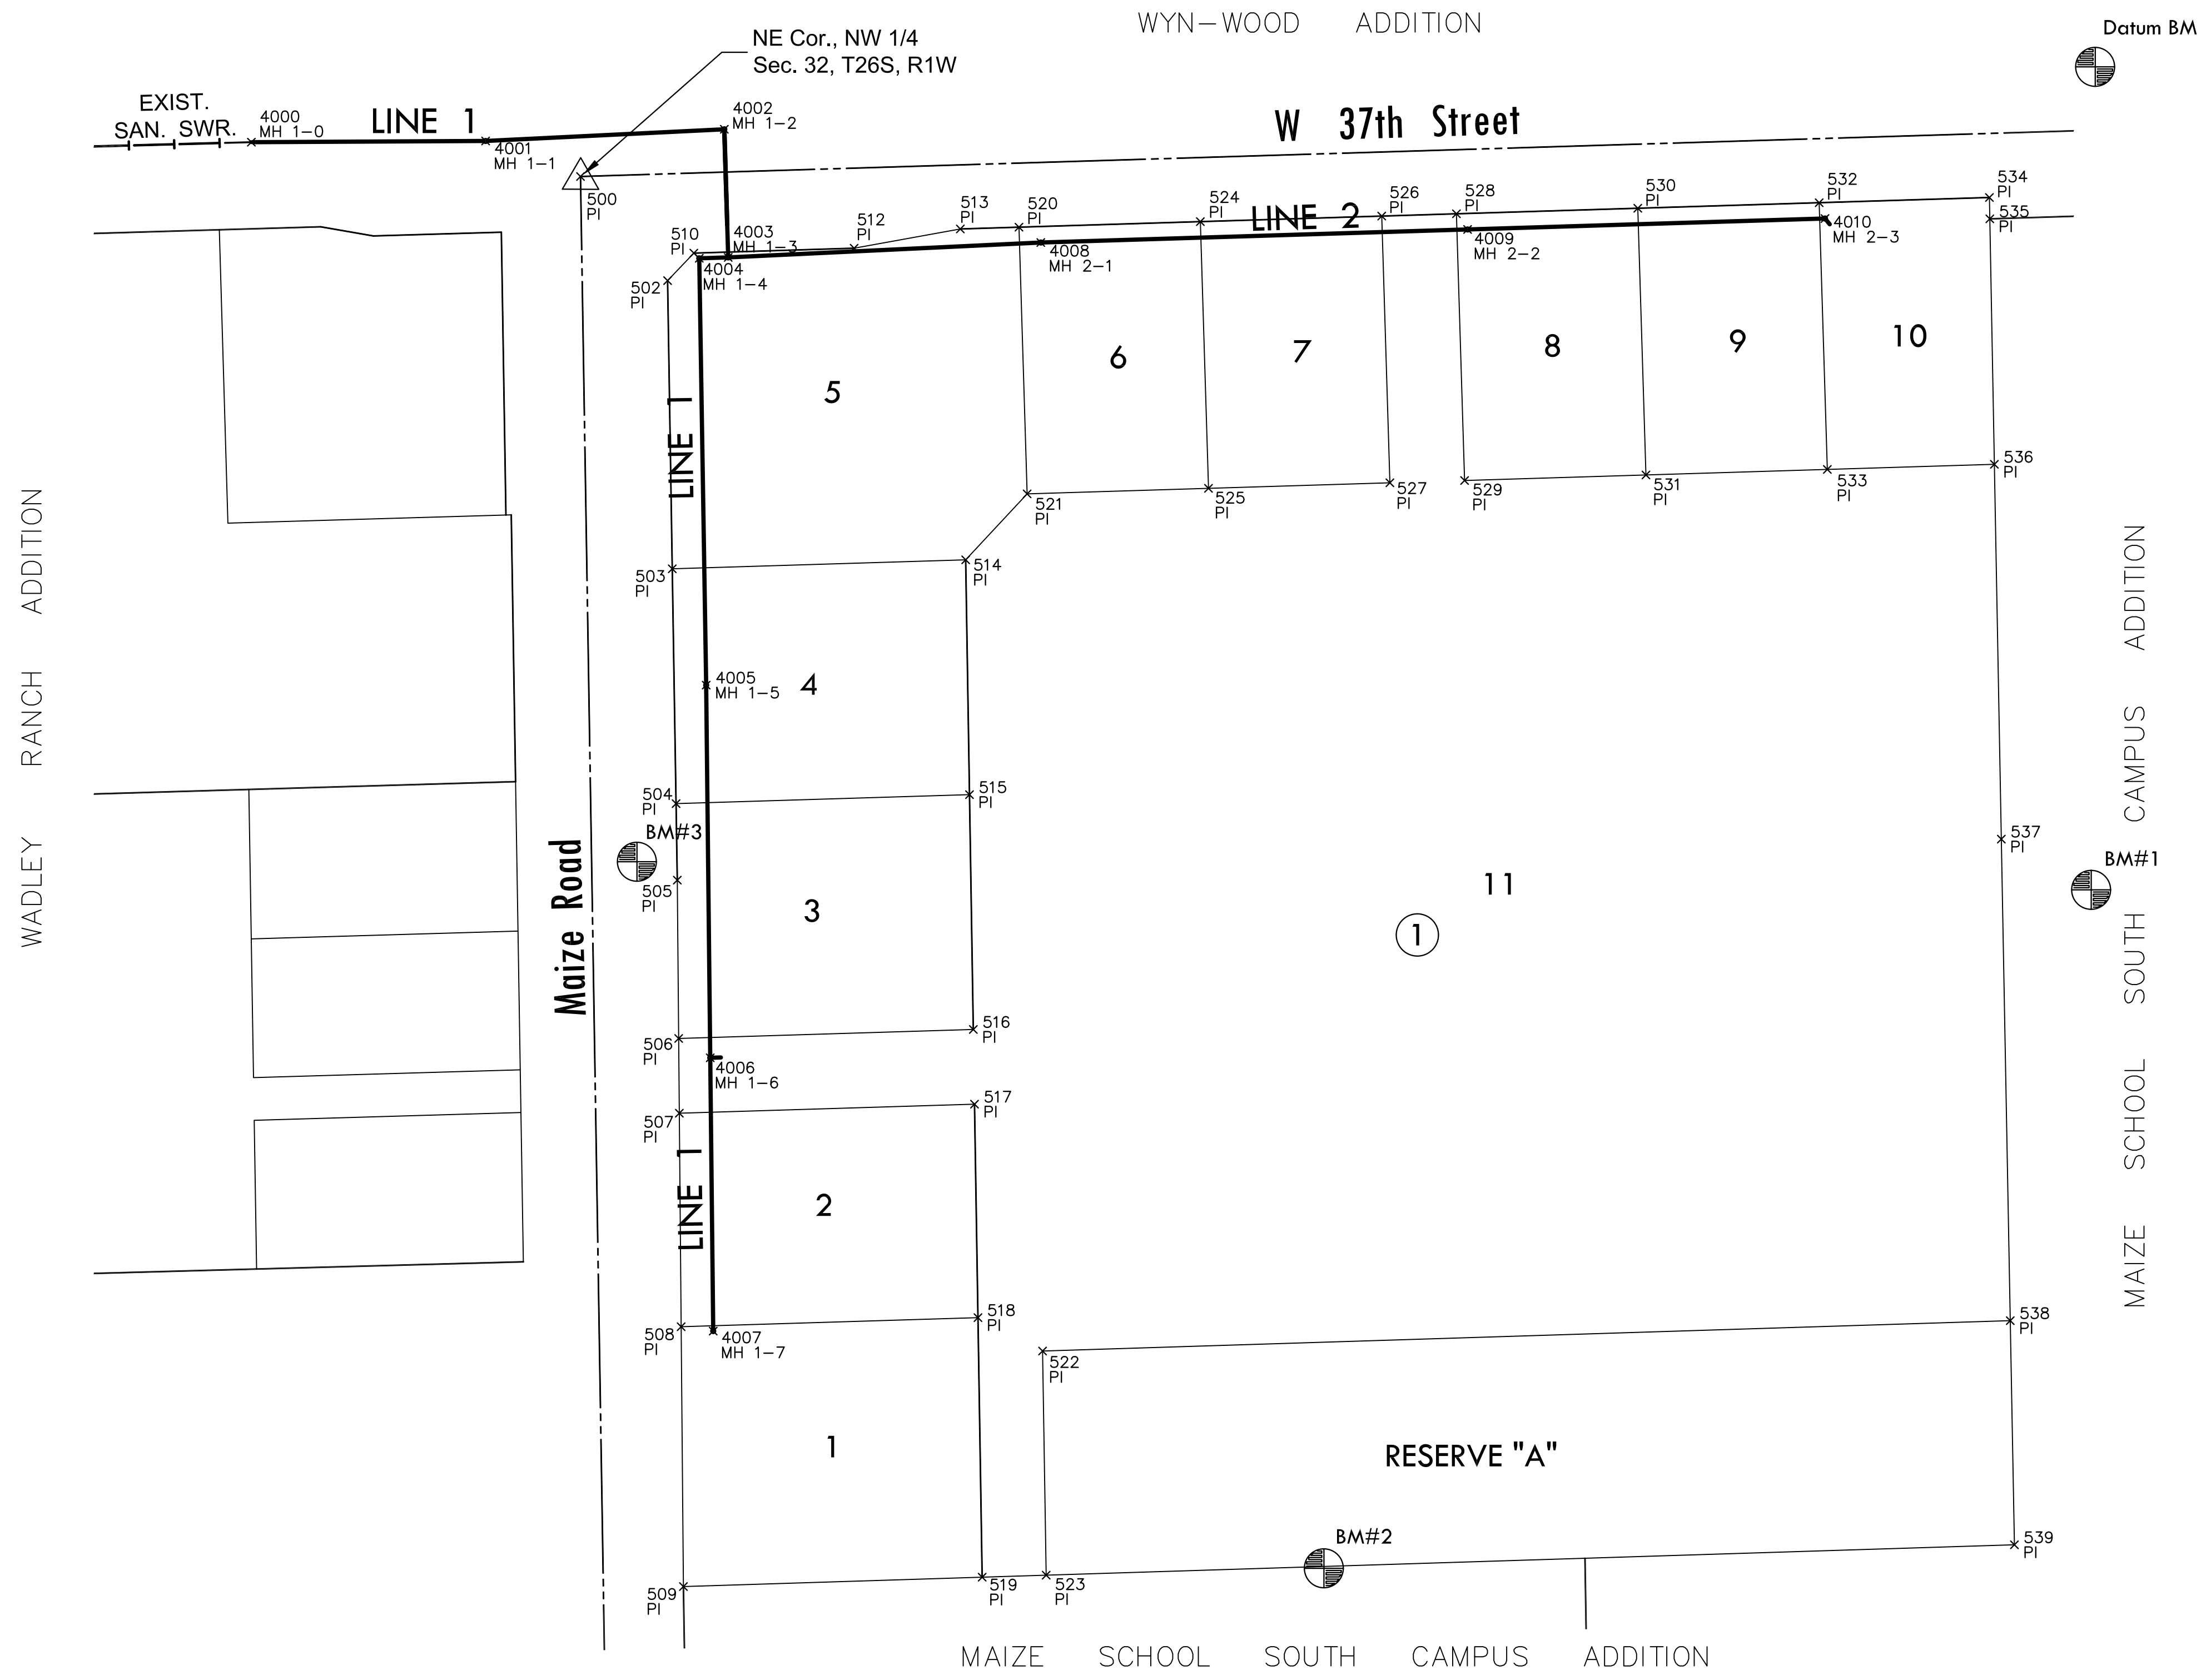 WYN-WOOD ADDITION
Datum BM
NE Cor., NW 1/4
Sec. 32, T26S, R1W
EXIST.
SAN. SWR.
4000
MH 1-0
LINE 1
4001
MH 1-1
4002
MH 1-2
W 37th Street
500
PI
510
PI
4003
MH 1-3
4004
MH 1-4
502
PI
512
PI
513
PI
520
PI
4008
MH 2-1
524
PI
LINE 2
526
PI
528
PI
4009
MH 2-2
530
PI
532
PI
4010
MH 2-3
534
PI
535
PI
5
6
7
8
9
10
LINE 1
521
PI
525
PI
527
PI
529
PI
531
PI
533
PI
536
PI
503
PI
514
PI
4005
MH 1-5
4
504
PI
515
PI
BM#3
505
PI
3
11
1
537
PI
BM#1
WADLEY RANCH ADDITION
Maize Road
MAIZE SCHOOL SOUTH CAMPUS ADDITION
506
PI
516
PI
4006
MH 1-6
507
PI
517
PI
LINE 1
2
508
PI
518
PI
4007
MH 1-7
522
PI
538
PI
1
RESERVE "A"
BM#2
509
PI
519
PI
523
PI
539
PI
MAIZE SCHOOL SOUTH CAMPUS ADDITION